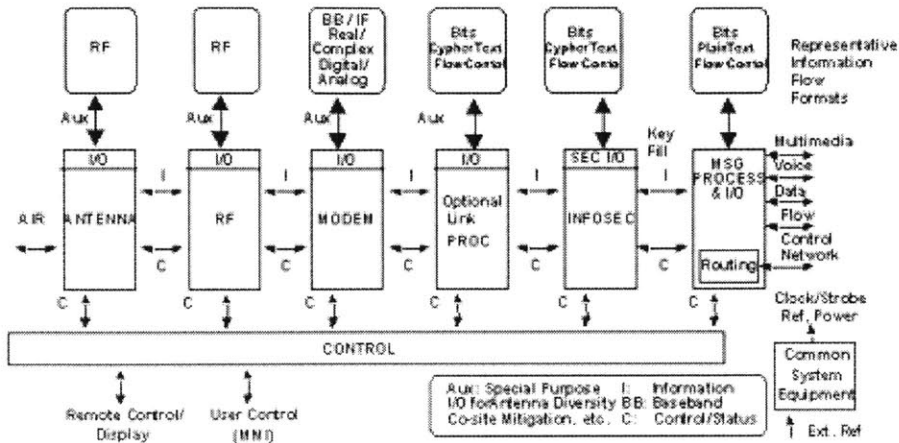 RF
RF
BB / IF
Real/
Complex
Digital/
Analog
Bits
CypherText
Flow Control
Bits
CypherText
Flow Control
Bits
PlainText
Flow Control
Representative
Information
Flow
Formats
Aux
Aux
Aux
Aux
Key
Fill
I/O
I/O
I/O
I/O
SEC I/O
MSG
PROCESS
& I/O
Multimedia
Voice
Data
Flow
Control
Network
AIR
ANTENNA
RF
MODEM
Optional
Link
PROC
INFOSEC
Routing
I
I
I
I
I
C
C
C
C
C
C
C
C
C
C
C
CONTROL
Clock/Strobe
Ref, Power
Common
System
Equipment
Ext. Ref
Remote Control/
Display
User Control
(MMI)
Aux: Special Purpose I: Information
I/O for Antenna Diversity BB: Baseband
Co-site Mitigation, etc. C: Control/Status